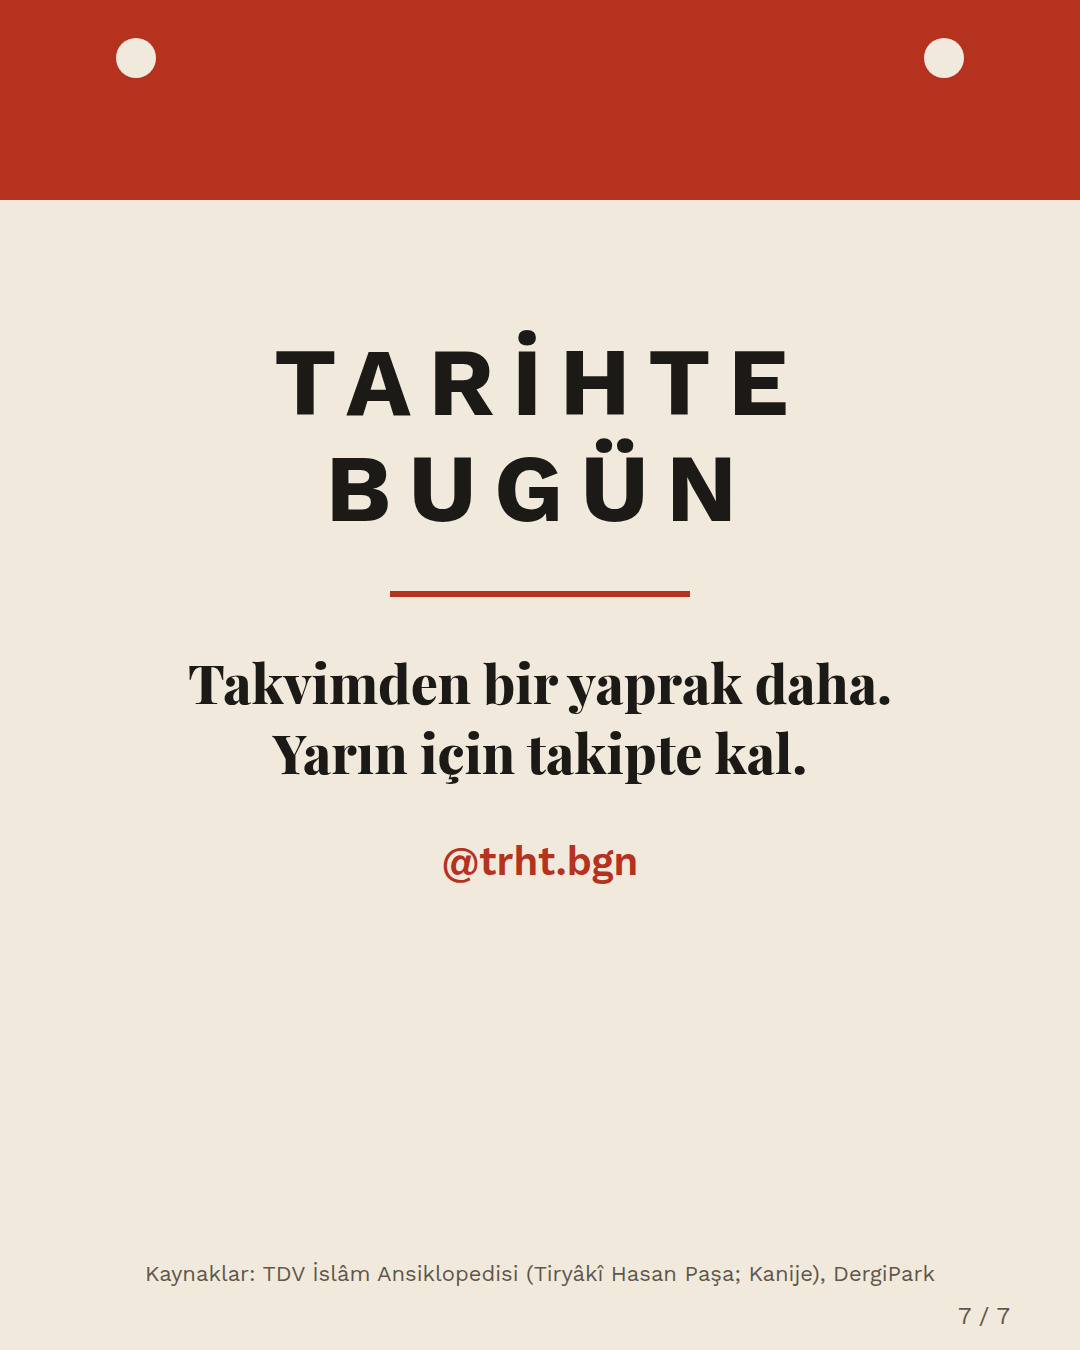 TARİHTE
BUGÜN
Takvimden bir yaprak daha.
Yarın için takipte kal.
@trht.bgn
Kaynaklar: TDV İslâm Ansiklopedisi (Tiryâkî Hasan Paşa; Kanije), DergiPark
7 / 7